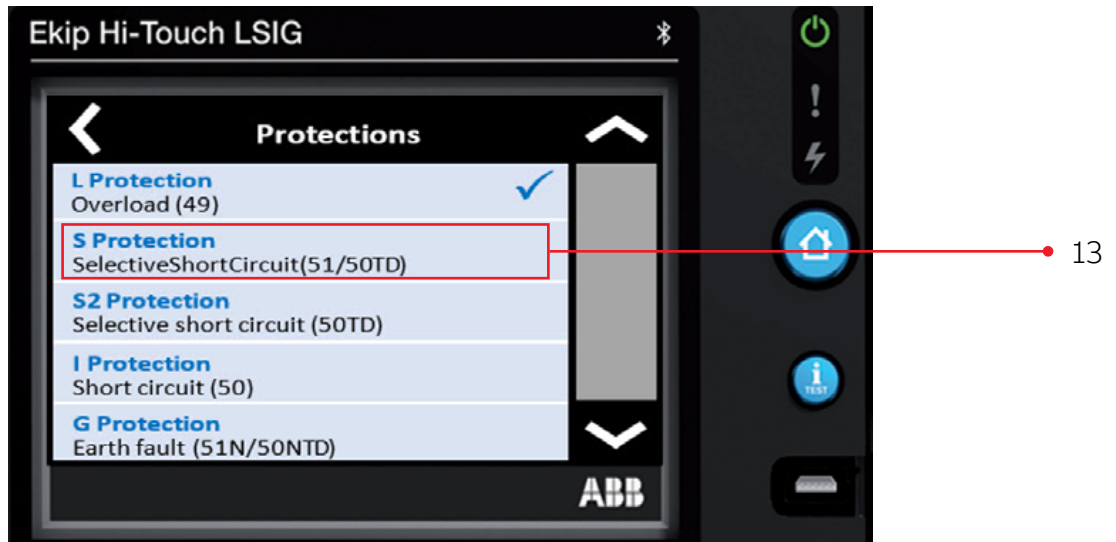 Ekip Hi-Touch LSIG
Protections
L Protection
Overload (49)
S Protection
SelectiveShortCircuit(51/50TD)
S2 Protection
Selective short circuit (50TD)
I Protection
Short circuit (50)
G Protection
Earth fault (51N/50NTD)
ABB
!
i
TEST
13